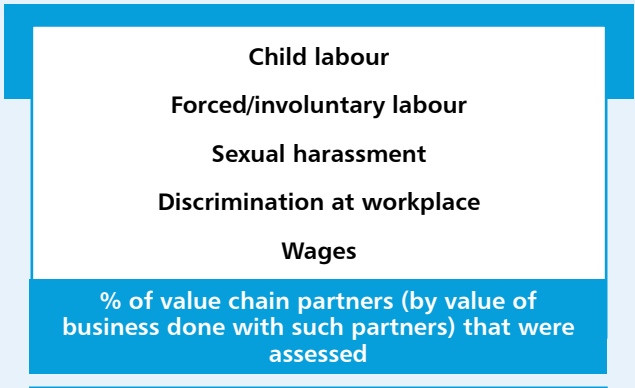 Child labour
Forced/involuntary labour
Sexual harassment
Discrimination at workplace
Wages
% of value chain partners (by value of
business done with such partners) that were
assessed